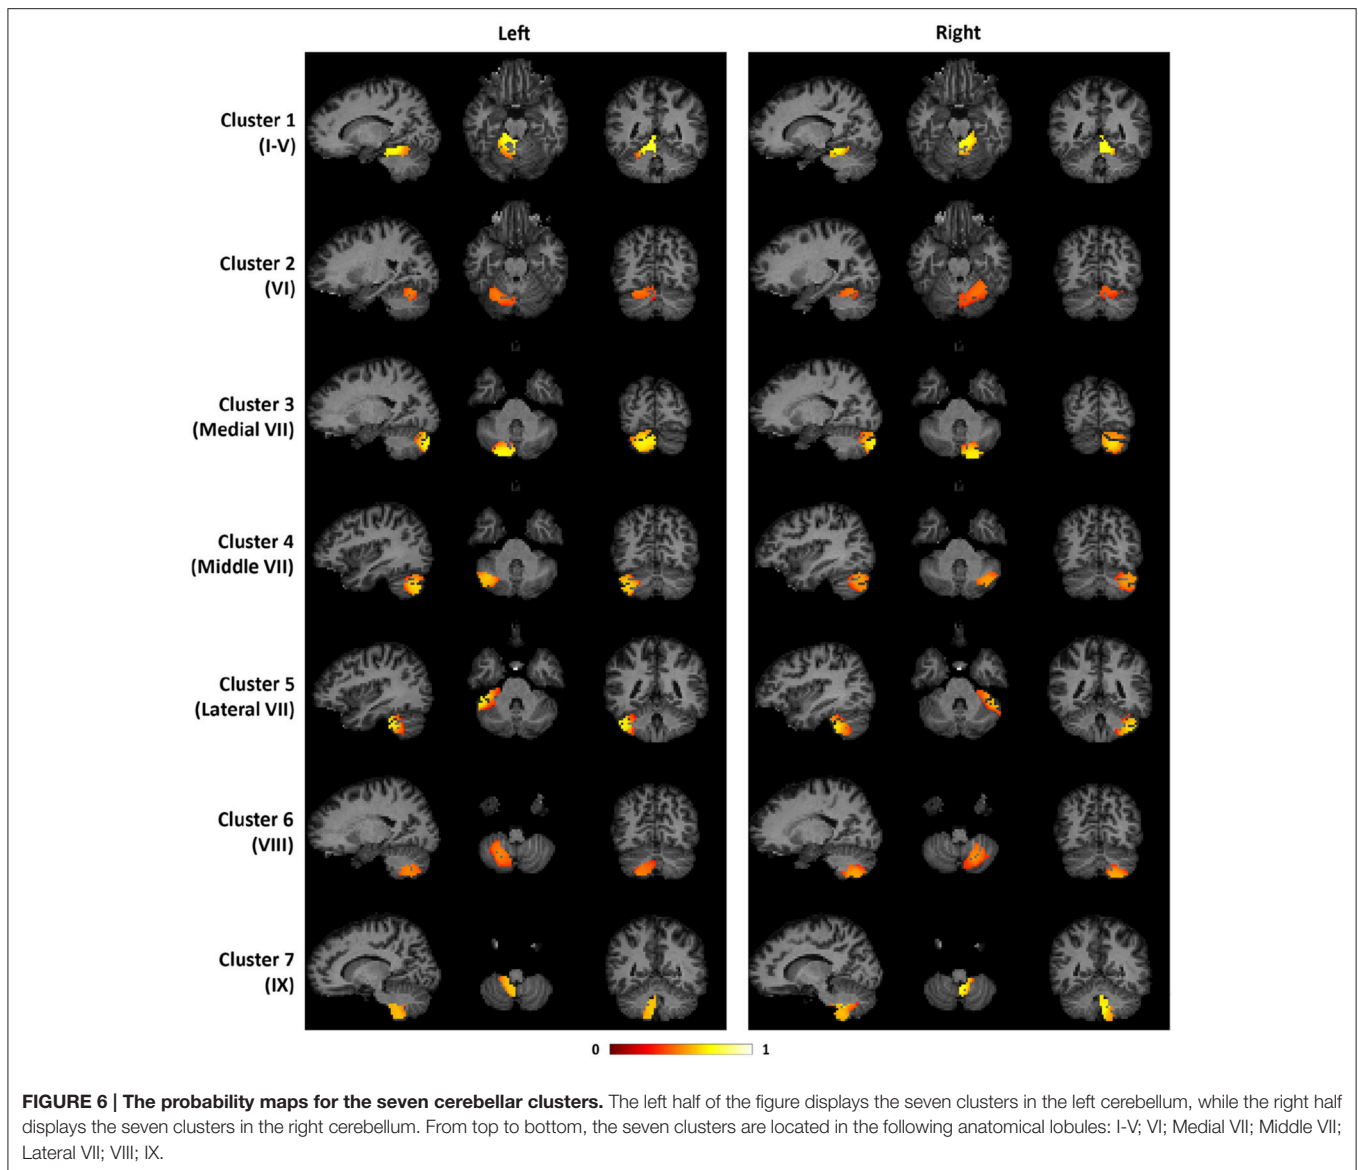 Left
Right
Cluster 1
(I-V)
Cluster 2
(VI)
Cluster 3
(Medial VII)
Cluster 4
(Middle VII)
Cluster 5
(Lateral VII)
Cluster 6
(VIII)
Cluster 7
(IX)
0 1
FIGURE 6 | The probability maps for the seven cerebellar clusters. The left half of the figure displays the seven clusters in the left cerebellum, while the right half
displays the seven clusters in the right cerebellum. From top to bottom, the seven clusters are located in the following anatomical lobules: I-V; VI; Medial VII; Middle VII;
Lateral VII; VIII; IX.